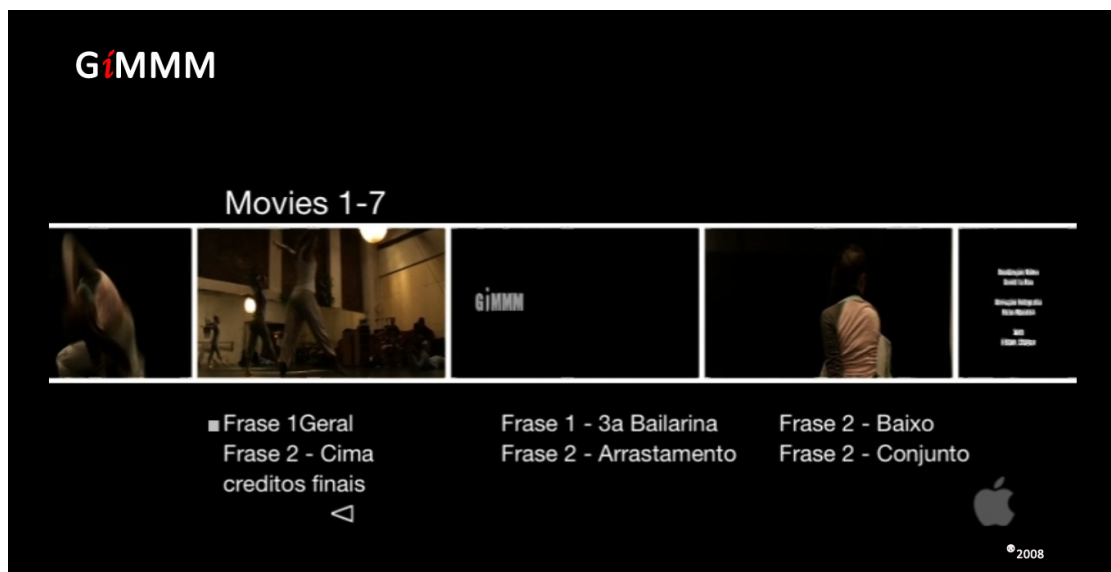 GiMMM
Movies 1-7
GiMMM
Frase 1Geral
Frase 2 - Cima
creditos finais
Frase 1 - 3a Bailarina
Frase 2 - Arrastamento
Frase 2 - Baixo
Frase 2 - Conjunto
®2008